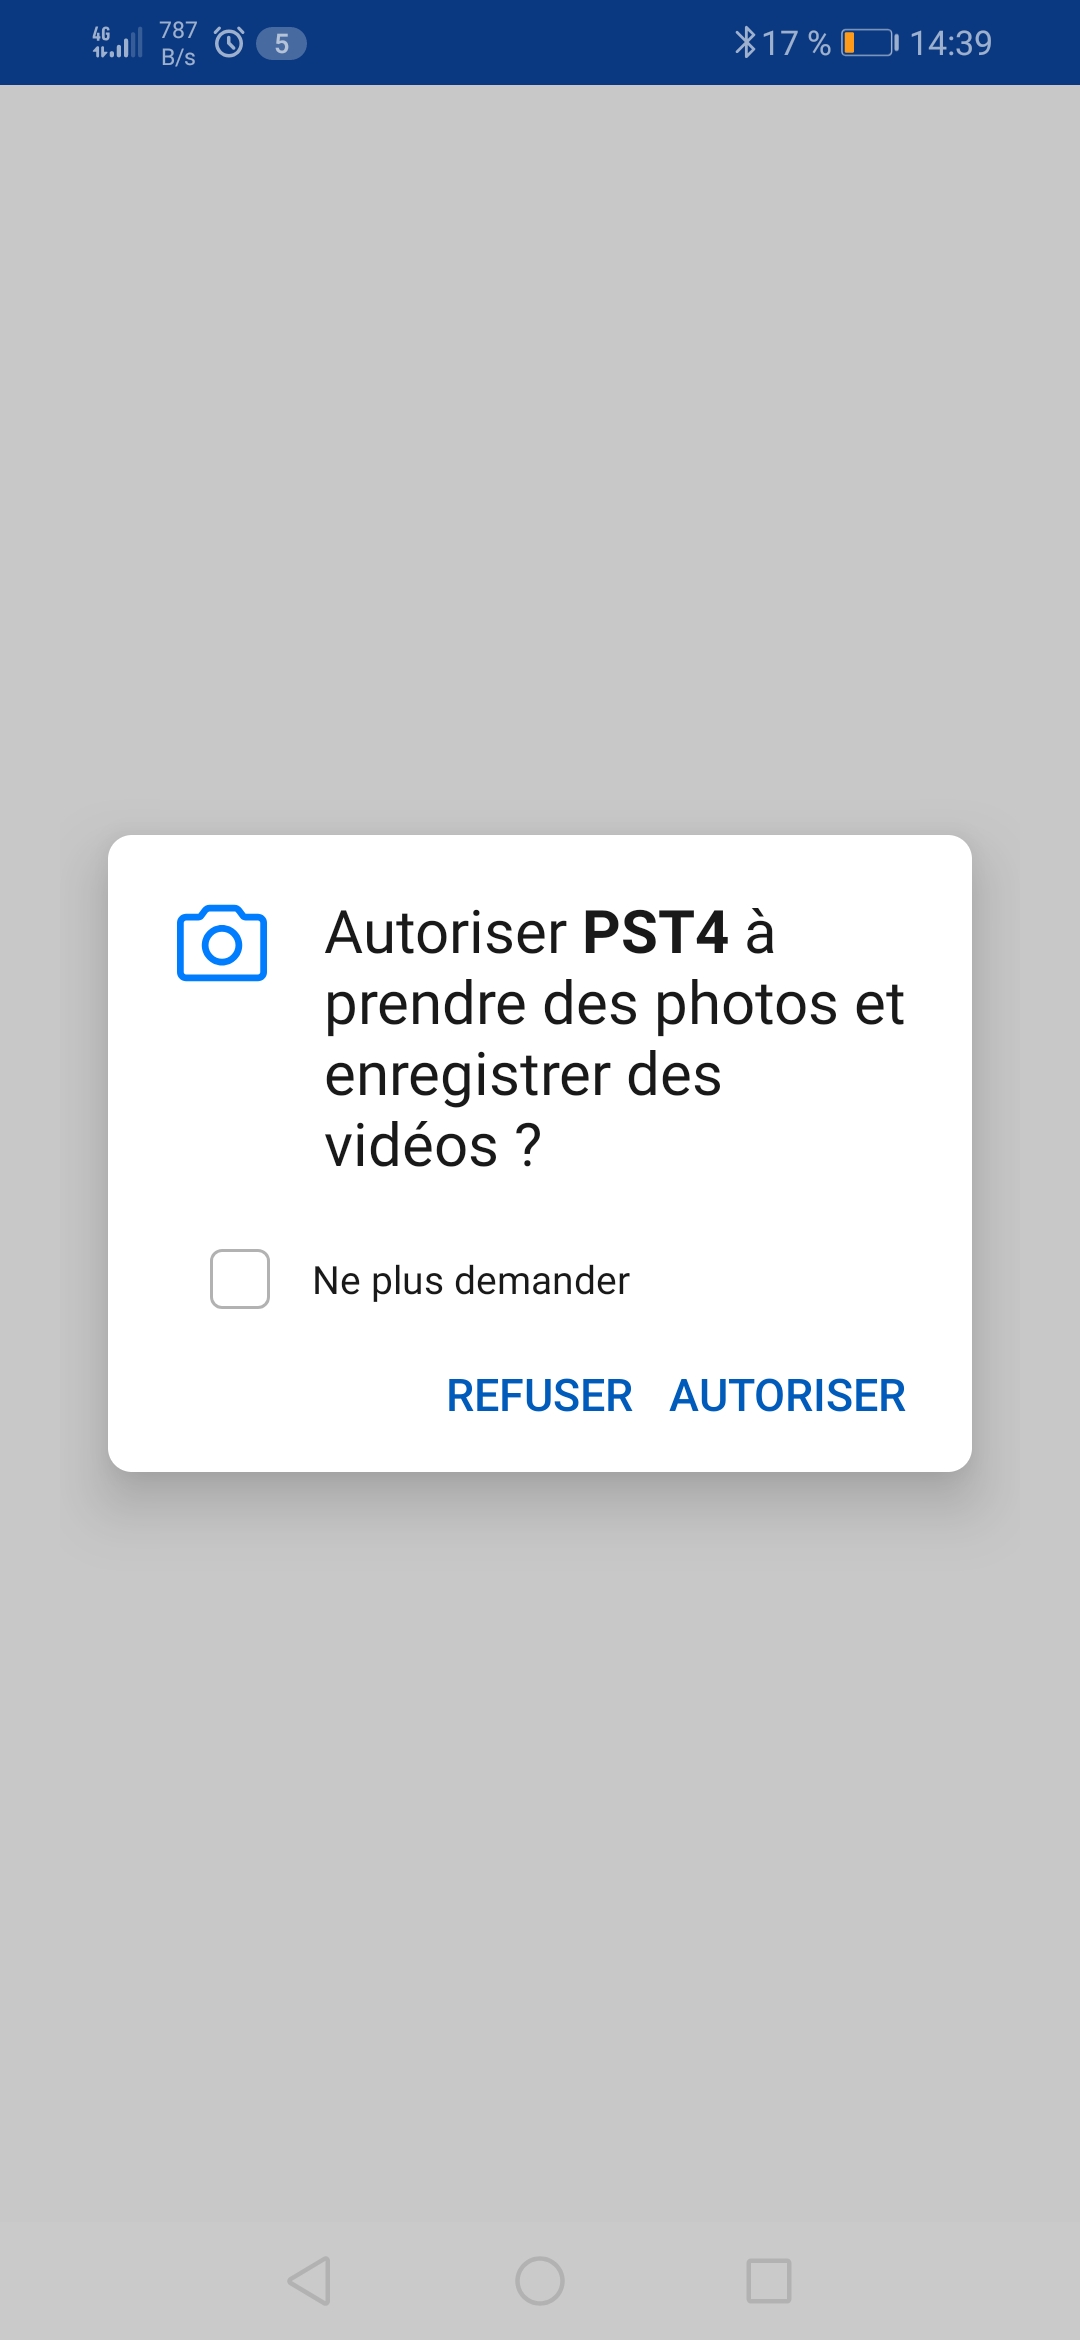 4G 787 B/s 5 17 % 14:39
Autoriser PST4 à
prendre des photos et
enregistrer des
vidéos ?
Ne plus demander
REFUSER AUTORISER